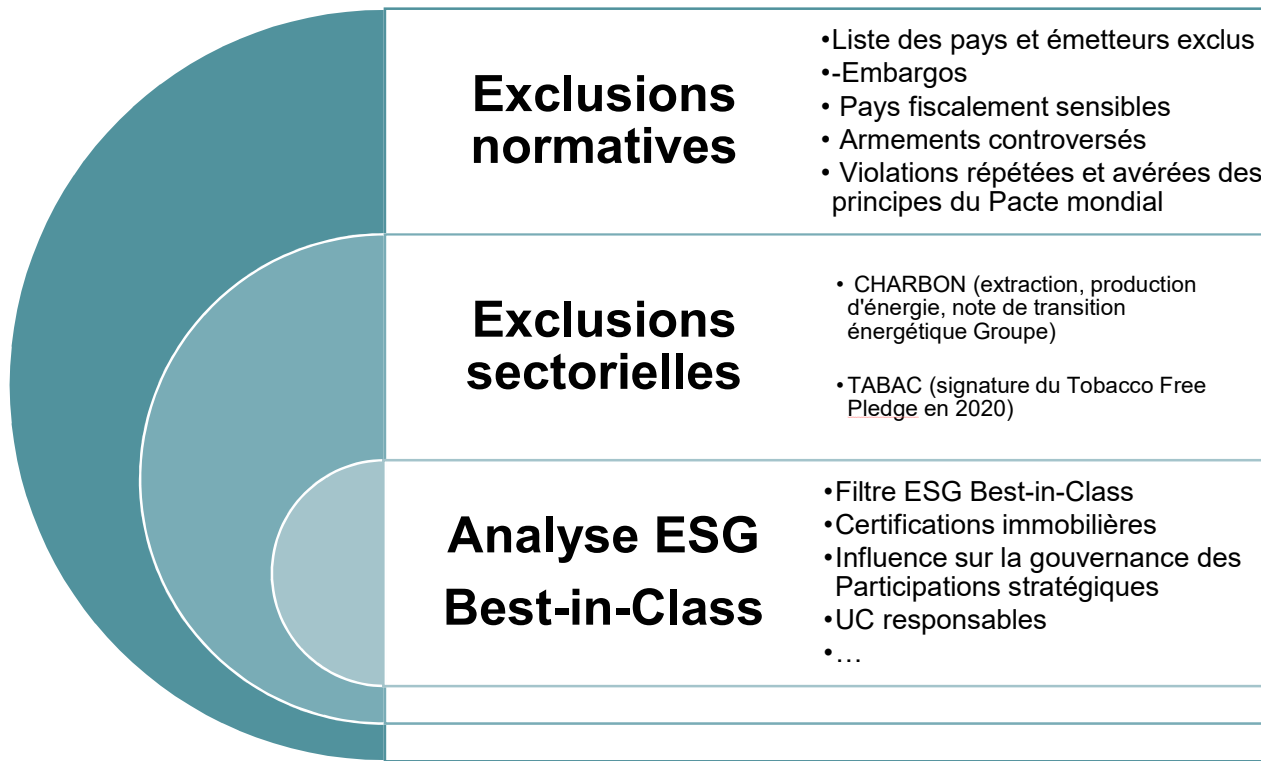 Exclusions
normatives
•Liste des pays et émetteurs exclus
•-Embargos
• Pays fiscalement sensibles
• Armements controversés
• Violations répétées et avérées des
principes du Pacte mondial
Exclusions
sectorielles
• CHARBON (extraction, production
d'énergie, note de transition
énergétique Groupe)
•TABAC (signature du Tobacco Free
Pledge en 2020)
Analyse ESG
Best-in-Class
•Filtre ESG Best-in-Class
•Certifications immobilières
•Influence sur la gouvernance des
Participations stratégiques
•UC responsables
•…